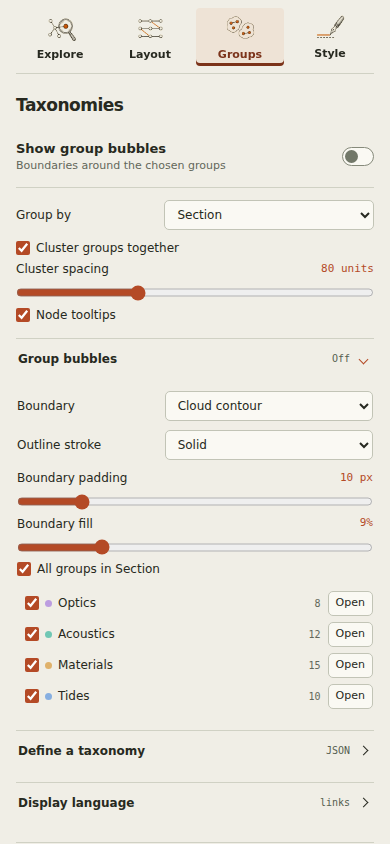 Explore
Layout
Groups
Style
Taxonomies
Show group bubbles
Boundaries around the chosen groups
Group by
Section
Cluster groups together
Cluster spacing
80 units
Node tooltips
Group bubbles
Off
Boundary
Cloud contour
Outline stroke
Solid
Boundary padding
10 px
Boundary fill
9%
All groups in Section
Optics
8
Open
Acoustics
12
Open
Materials
15
Open
Tides
10
Open
Define a taxonomy
JSON
Display language
links